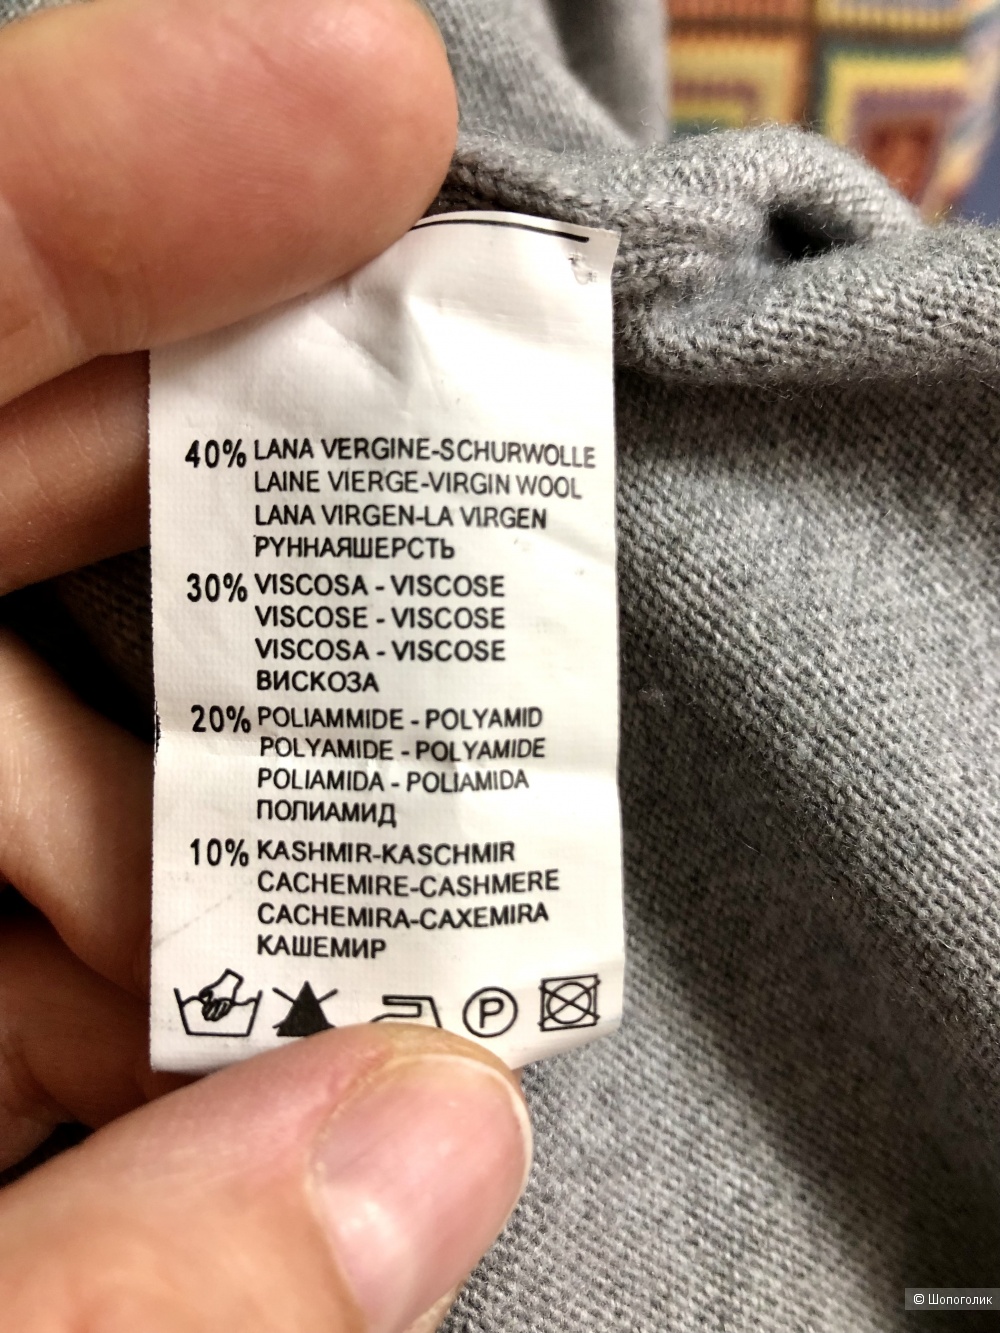 40% LANA VERGINE-SCHURWOLLE
LAINE VIERGE-VIRGIN WOOL
LANA VIRGEN-LA VIRGEN
РУННАЯШЕРСТЬ
30% VISCOSA - VISCOSE
VISCOSE - VISCOSE
VISCOSA - VISCOSE
ВИСКОЗА
20% POLIAMMIDE - POLYAMID
POLYAMIDE - POLYAMIDE
POLIAMIDA - POLIAMIDA
ПОЛИАМИД
10% KASHMIR-KASCHMIR
CACHEMIRE-CASHMERE
CACHEMIRA-CAXEMIRA
КАШЕМИР
P
© Шопоголик